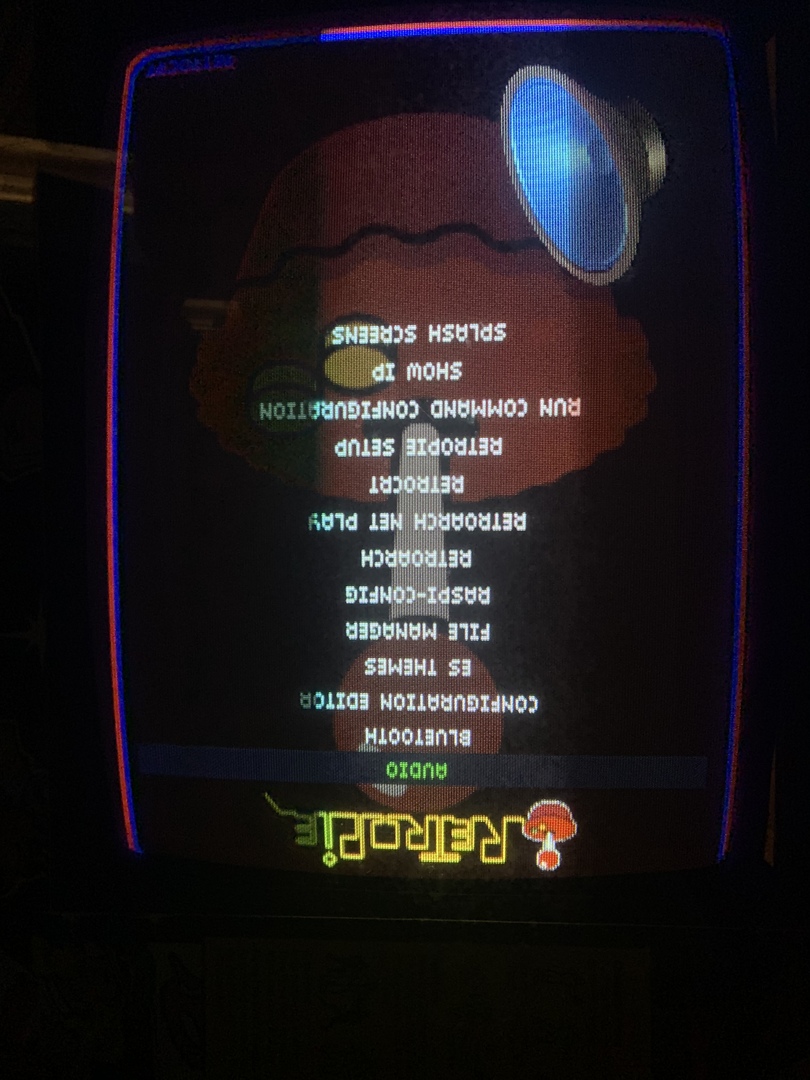 RETROPIE
AUDIO
BLUETOOTH
CONFIGURATION EDITOR
ES THEMES
FILE MANAGER
RASPI-CONFIG
RETROARCH
RETROARCH NET PLAY
RETROCRT
RETROPIE SETUP
RUN COMMAND CONFIGURATION
SHOW IP
SPLASH SCREENS